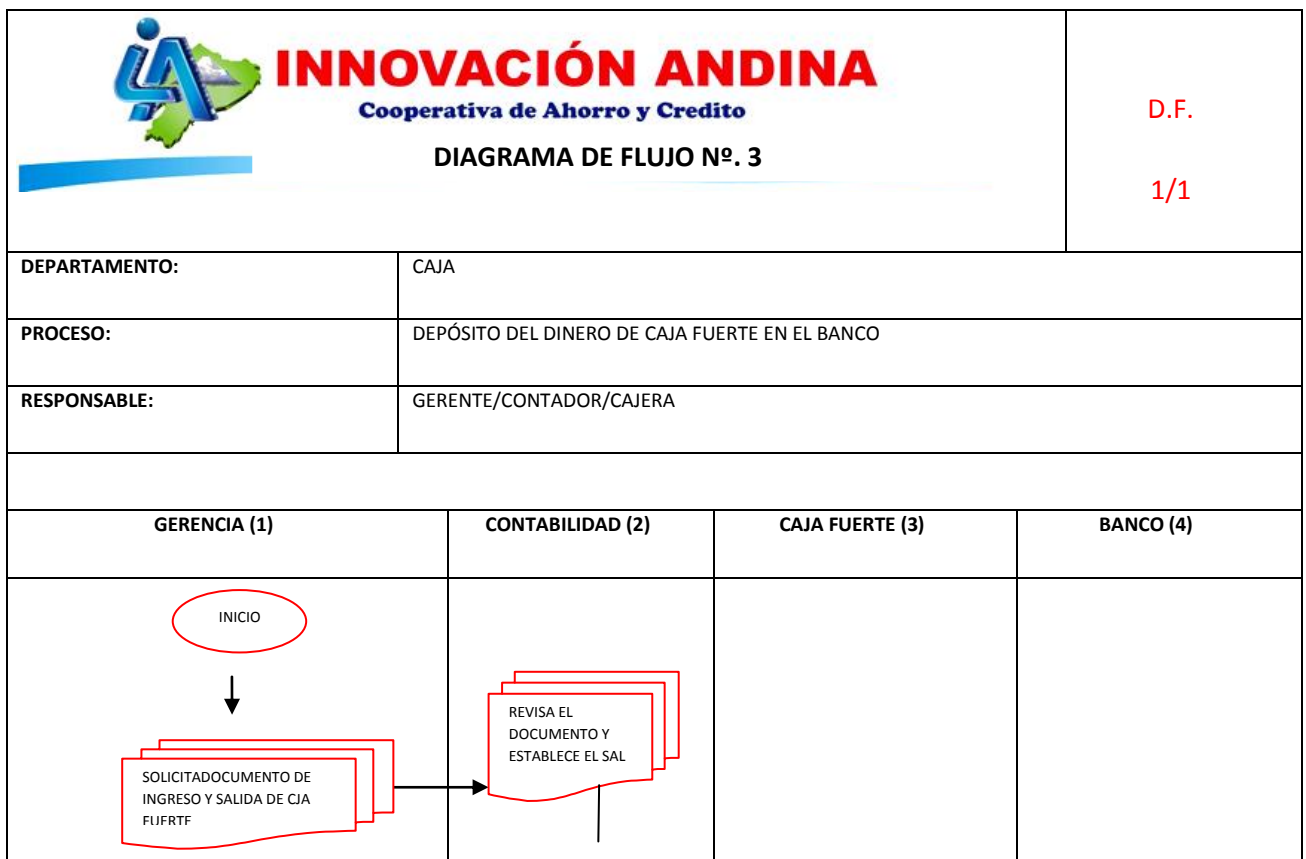 INNOVACIÓN ANDINA
Cooperativa de Ahorro y Credito
DIAGRAMA DE FLUJO Nº. 3
D.F.
1/1
DEPARTAMENTO:
CAJA
PROCESO:
DEPÓSITO DEL DINERO DE CAJA FUERTE EN EL BANCO
RESPONSABLE:
GERENTE/CONTADOR/CAJERA
GERENCIA (1)
CONTABILIDAD (2)
CAJA FUERTE (3)
BANCO (4)
INICIO
SOLICITADOCUMENTO DE
INGRESO Y SALIDA DE CJA
FUERTE
REVISA EL
DOCUMENTO Y
ESTABLECE EL SAL